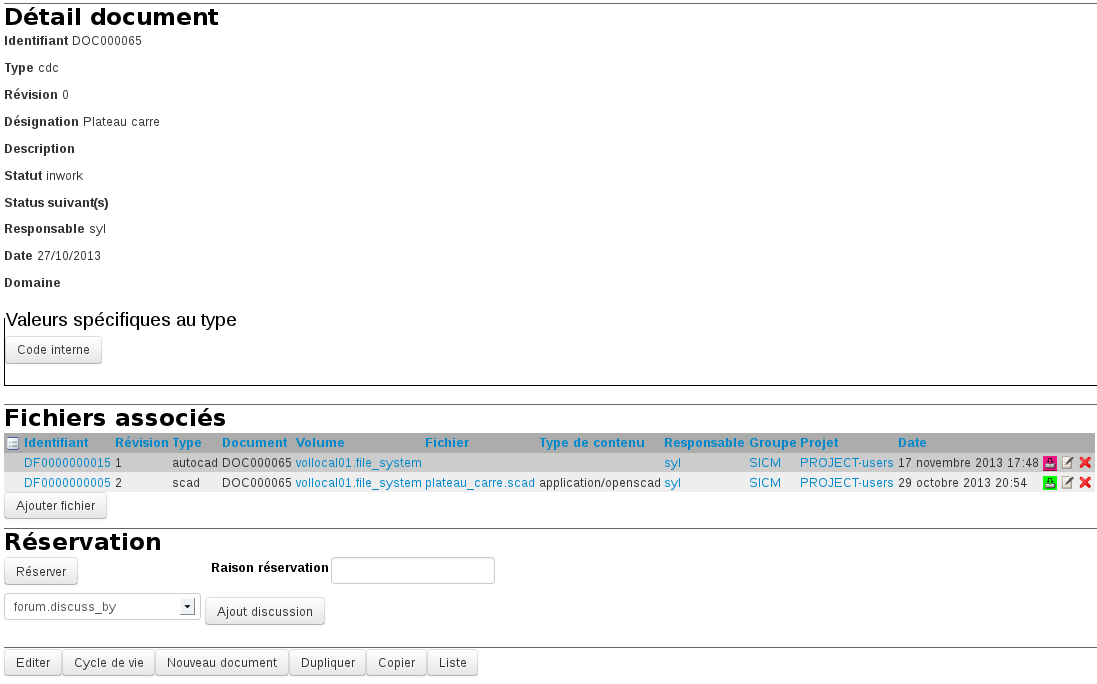 Détail document
Identifiant DOC000065
Type cdc
Révision 0
Désignation Plateau carre
Description
Statut inwork
Status suivant(s)
Responsable syl
Date 27/10/2013
Domaine
Valeurs spécifiques au type
Code interne
Fichiers associés
Identifiant Révision Type Document Volume Fichier Type de contenu Responsable Groupe Projet Date
DF0000000015 1 autocad DOC000065 vollocal01.file_system syl SICM PROJECT-users 17 novembre 2013 17:48
DF0000000005 2 scad DOC000065 vollocal01.file_system plateau_carre.scad application/openscad syl SICM PROJECT-users 29 octobre 2013 20:54
Ajouter fichier
Réservation
Réserver Raison réservation
forum.discuss_by Ajout discussion
Editer Cycle de vie Nouveau document Dupliquer Copier Liste